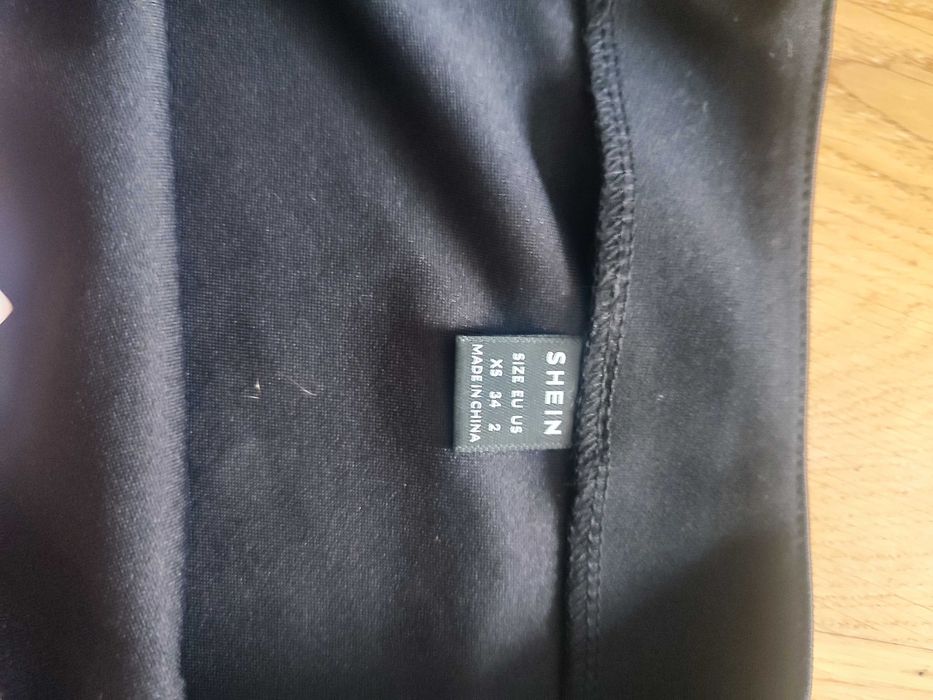 SHEIN
SIZE EU US
XS 34 2
MADE IN CHINA